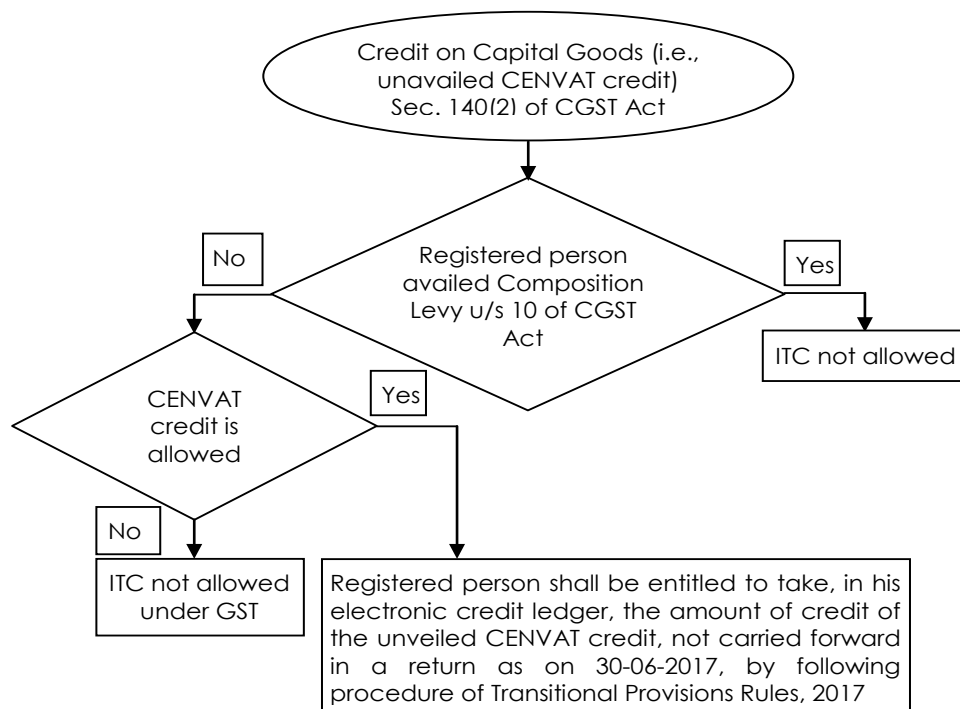 Credit on Capital Goods (i.e.,
unavailed CENVAT credit)
Sec. 140(2) of CGST Act
No
Registered person
availed Composition
Levy u/s 10 of CGST
Act
Yes
ITC not allowed
CENVAT
credit is
allowed
Yes
No
ITC not allowed
under GST
Registered person shall be entitled to take, in his
electronic credit ledger, the amount of credit of
the unveiled CENVAT credit, not carried forward
in a return as on 30-06-2017, by following
procedure of Transitional Provisions Rules, 2017